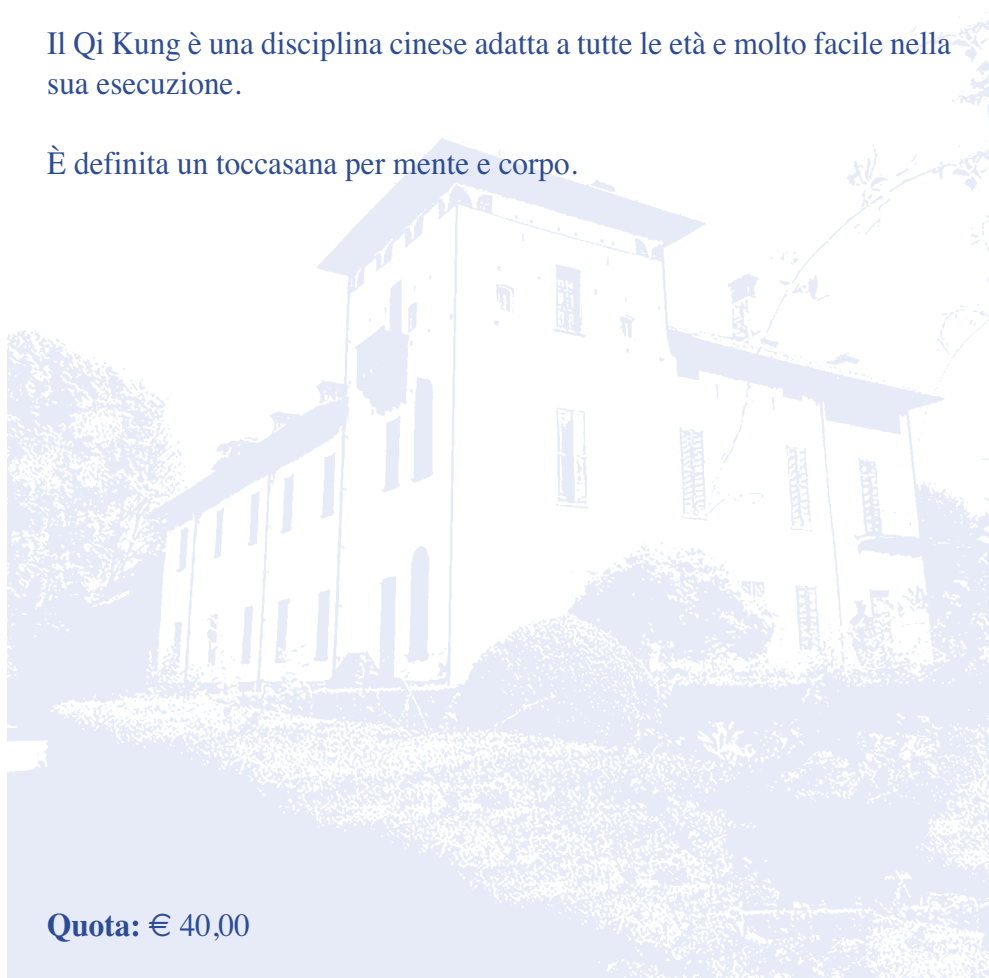 Il Qi Kung è una disciplina cinese adatta a tutte le età e molto facile nella
sua esecuzione.
È definita un toccasana per mente e corpo.
Quota: € 40,00